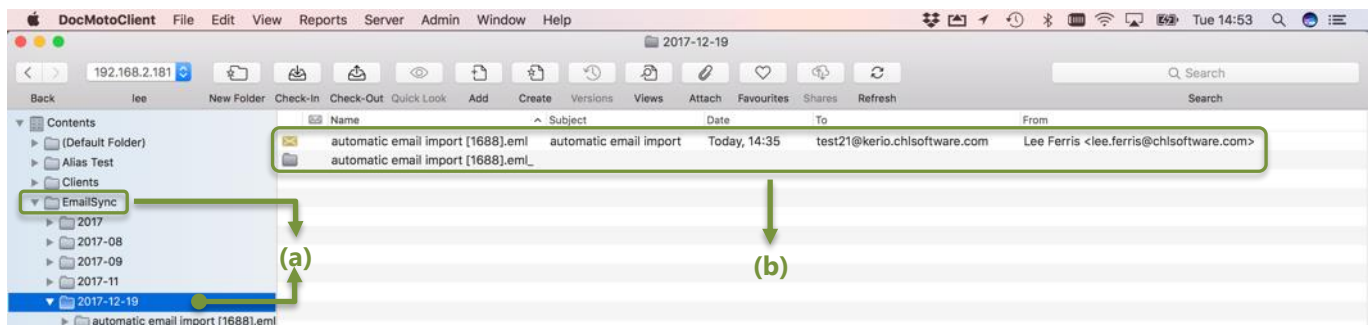 DocMotoClient File Edit View Reports Server Admin Window Help Tue 14:53
2017-12-19
192.168.2.181 Search
Back lee New Folder Check-In Check-Out Quick Look Add Create Versions Views Attach Favourites Shares Refresh Search
Contents Name Subject Date To From
(Default Folder) automatic email import [1688].eml automatic email import Today, 14:35 test21@kerio.chlsoftware.com Lee Ferris <lee.ferris@chlsoftware.com>
Alias Test automatic email import [1688].eml_
Clients
EmailSync
2017
2017-08
(a)
(b)
2017-09
2017-11
2017-12-19
automatic email import [1688].eml